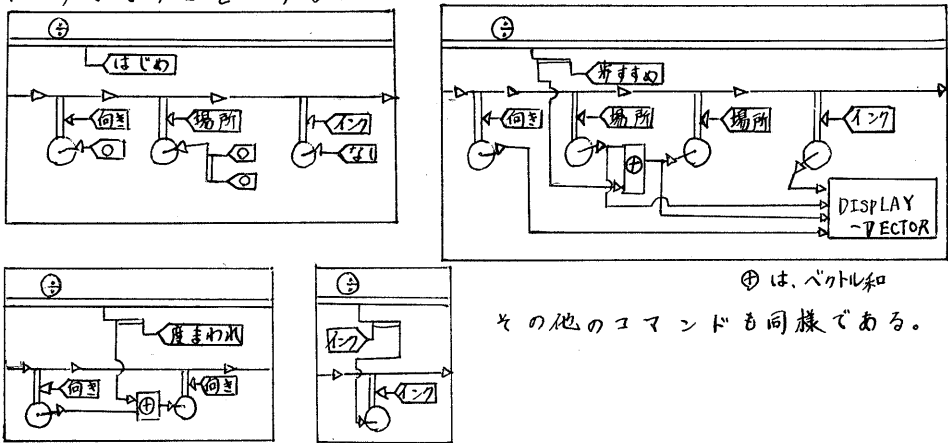 ÷
はじめ
向き
場所
インク
○
○
○
なし
÷
歩すすめ
向き
場所
場所
インク
+
DISPLAY
-VECTOR
÷
度まわれ
向き
向き
+
÷
インク
インク
⊕は、ベクトル和
その他のコマンドも同様である。